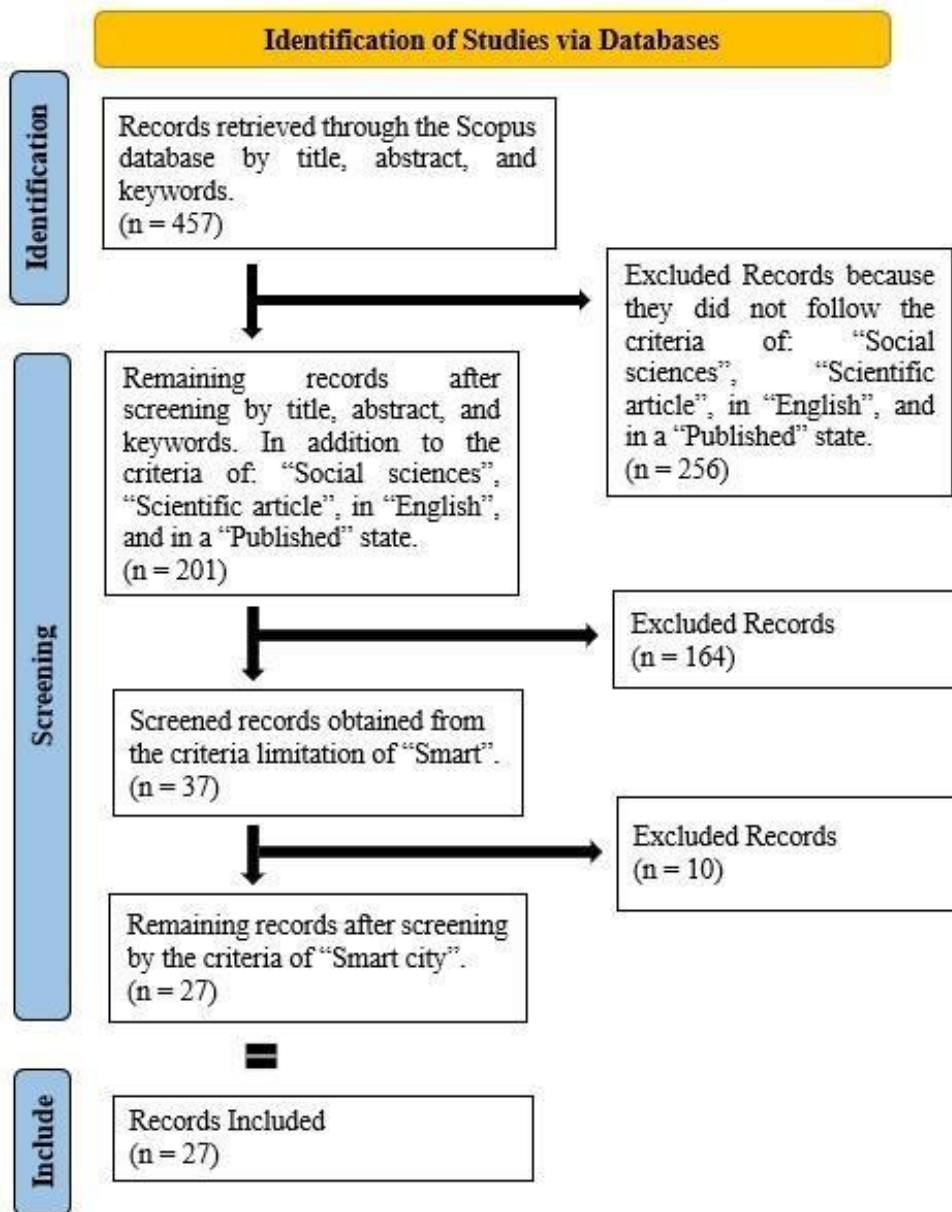 Identification of Studies via Databases
Identification
Records retrieved through the Scopus
database by title, abstract, and
keywords.
(n = 457)
Excluded Records because
they did not follow the
criteria of: “Social
sciences”, “Scientific
article”, in “English”, and
in a “Published” state.
(n = 256)
Screening
Remaining records after
screening by title, abstract, and
keywords. In addition to the
criteria of: “Social sciences”,
“Scientific article”, in “English”,
and in a “Published” state.
(n = 201)
Excluded Records
(n = 164)
Screened records obtained from
the criteria limitation of “Smart”.
(n = 37)
Excluded Records
(n = 10)
Remaining records after screening
by the criteria of “Smart city”.
(n = 27)
=
Include
Records Included
(n = 27)